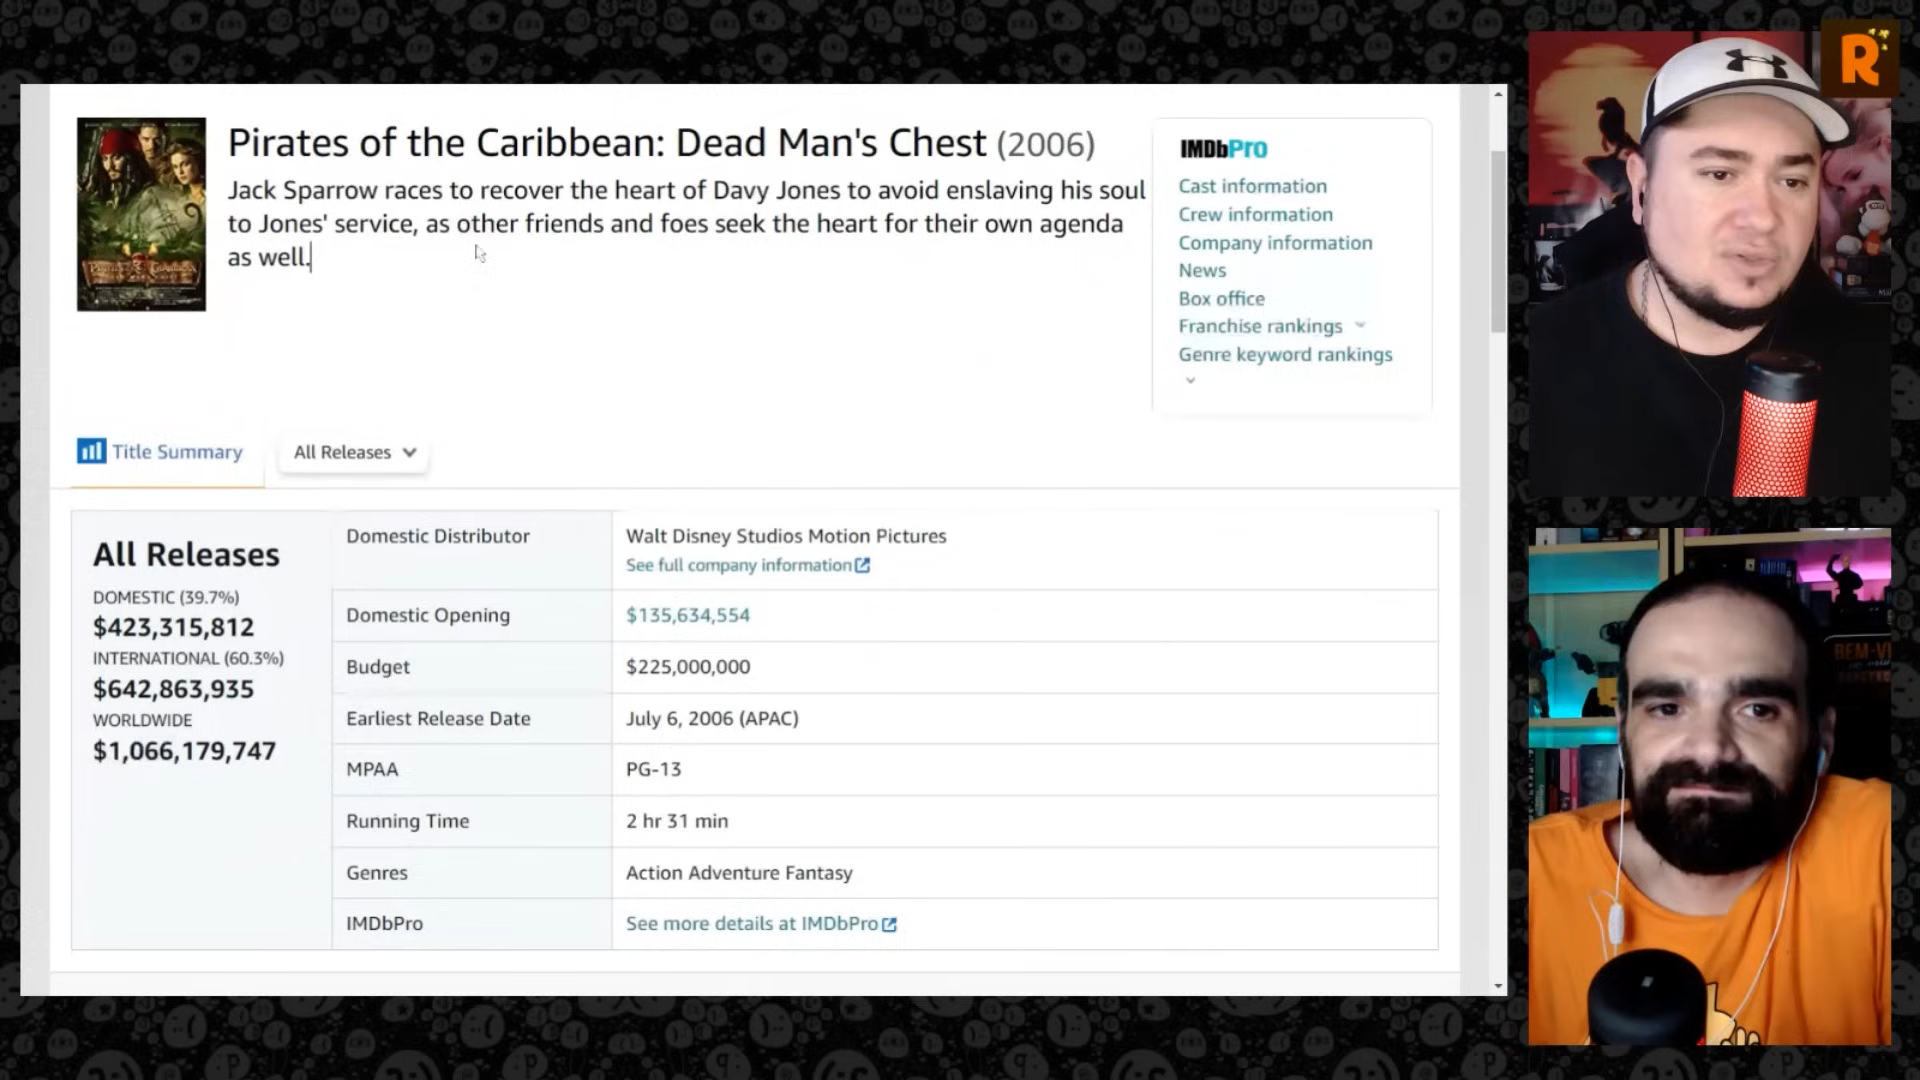 Pirates of the Caribbean: Dead Man's Chest (2006)
Jack Sparrow races to recover the heart of Davy Jones to avoid enslaving his soul
to Jones' service, as other friends and foes seek the heart for their own agenda
as well.
IMDbPro
Cast information
Crew information
Company information
News
Box office
Franchise rankings
Genre keyword rankings
Title Summary
All Releases
All Releases
DOMESTIC (39.7%)
$423,315,812
INTERNATIONAL (60.3%)
$642,863,935
WORLDWIDE
$1,066,179,747
Domestic Distributor
Walt Disney Studios Motion Pictures
See full company information
Domestic Opening
$135,634,554
Budget
$225,000,000
Earliest Release Date
July 6, 2006 (APAC)
MPAA
PG-13
Running Time
2 hr 31 min
Genres
Action Adventure Fantasy
IMDbPro
See more details at IMDbPro
R
BEM-VI